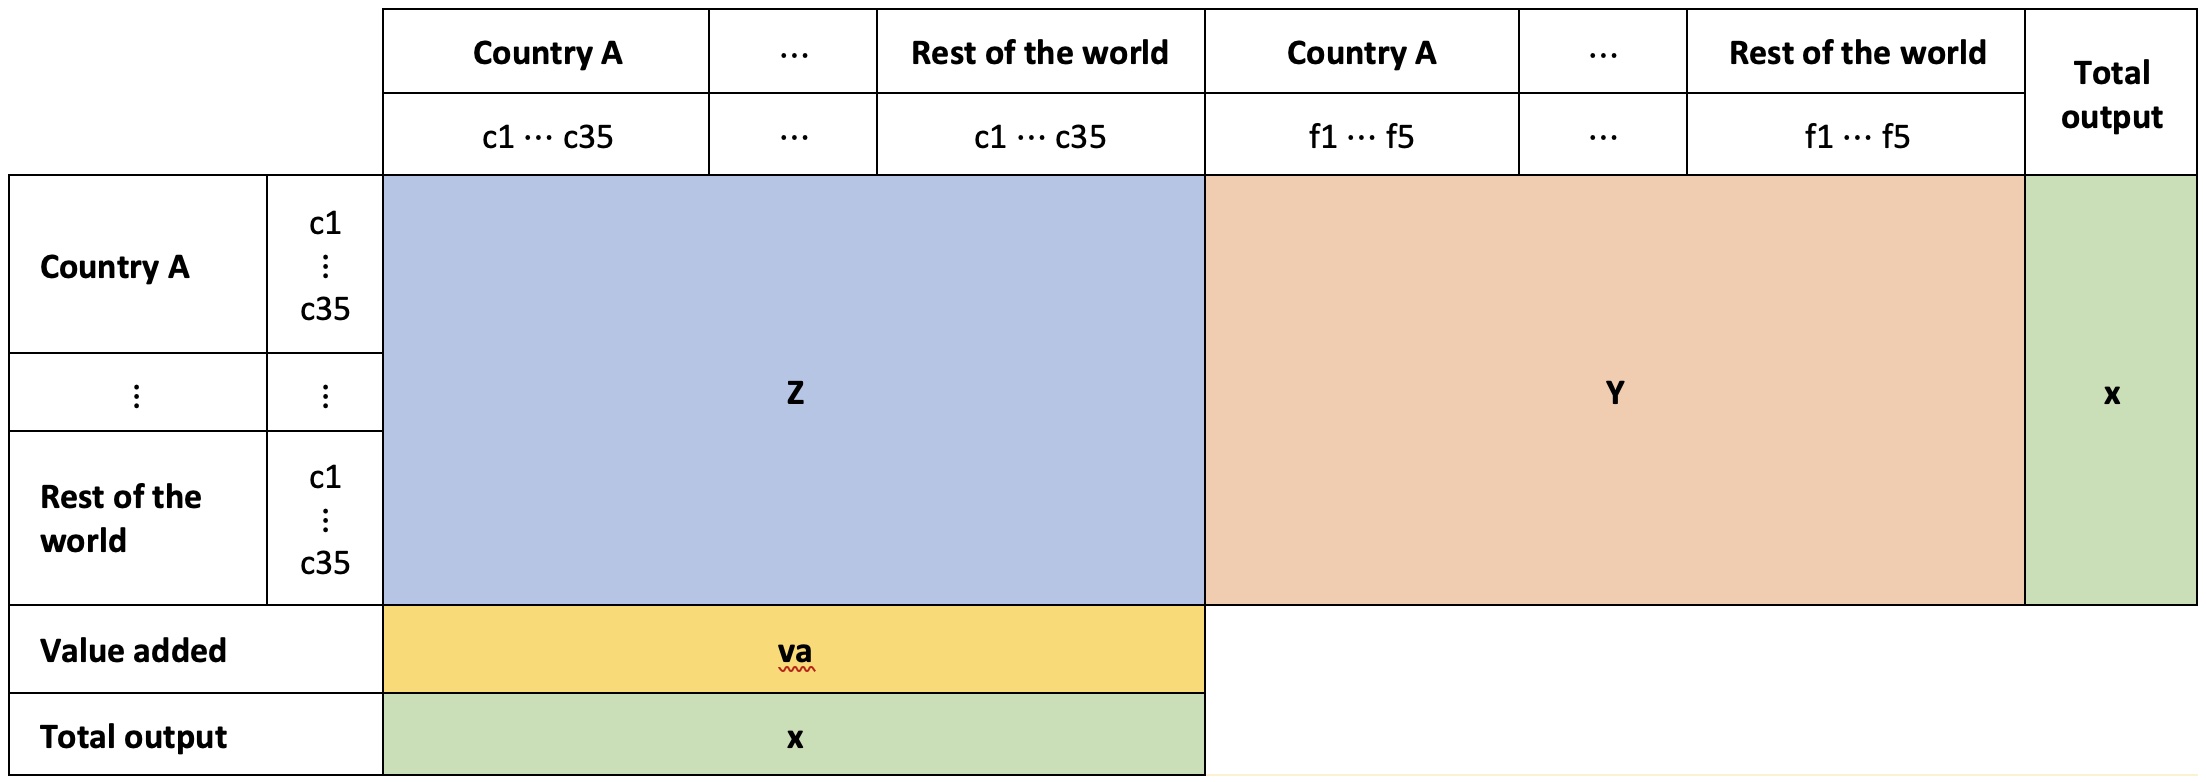 Country A ⋯ Rest of the world Country A ⋯ Rest of the world Total output
c1 ⋯ c35 ⋯ c1 ⋯ c35 f1 ⋯ f5 ⋯ f1 ⋯ f5
Country A
c1
⋮
c35
Z
Y
x
⋮ ⋮
Rest of the
world
c1
⋮
c35
Value added va
Total output x